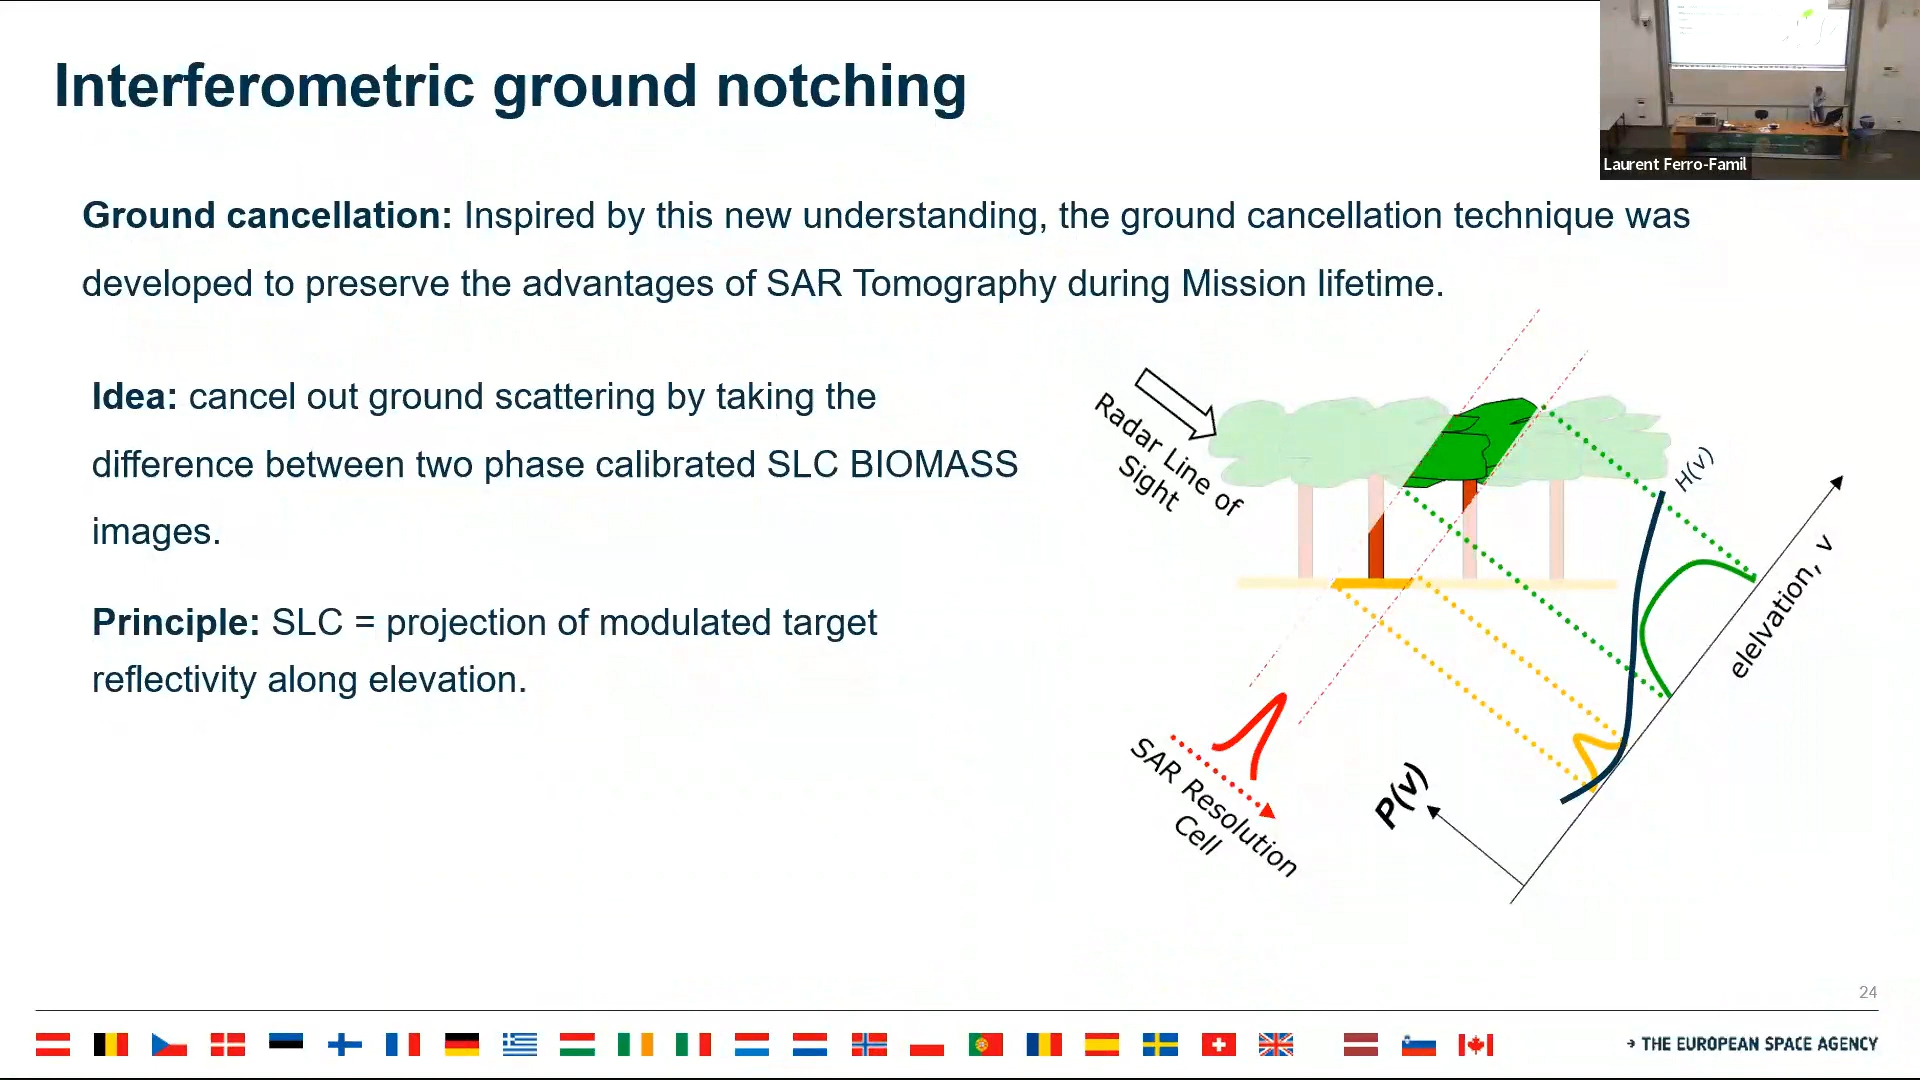 Interferometric ground notching
Laurent Ferro-Famil
Ground cancellation: Inspired by this new understanding, the ground cancellation technique was
developed to preserve the advantages of SAR Tomography during Mission lifetime.
Idea: cancel out ground scattering by taking the
difference between two phase calibrated SLC BIOMASS
images.
Principle: SLC = projection of modulated target
reflectivity along elevation.
Radar Line of
Sight
H(v)
elelvation, v
SAR Resolution
Cell
P(v)
24
THE EUROPEAN SPACE AGENCY